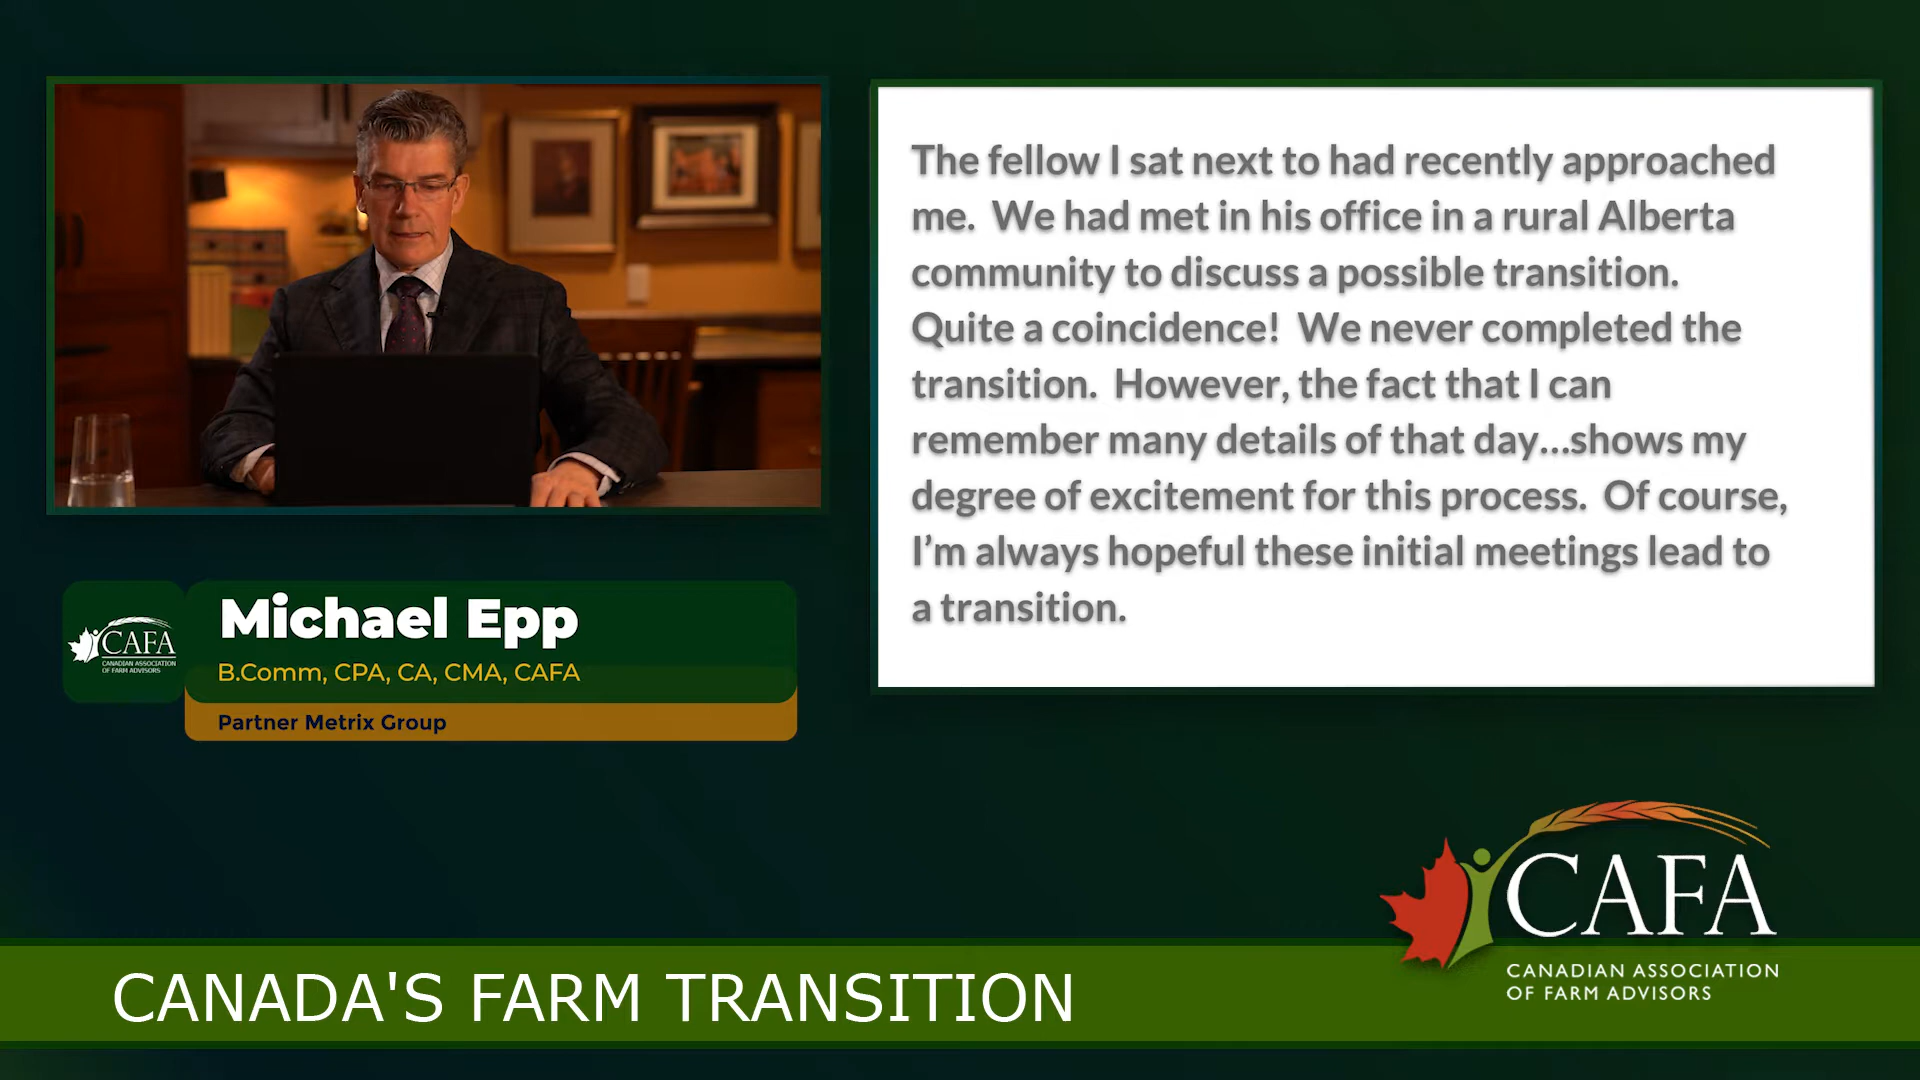 The fellow I sat next to had recently approached
me.  We had met in his office in a rural Alberta
community to discuss a possible transition.
Quite a coincidence!  We never completed the
transition.  However, the fact that I can
remember many details of that day...shows my
degree of excitement for this process.  Of course,
I’m always hopeful these initial meetings lead to
a transition.
CAFA
CANADIAN ASSOCIATION
OF FARM ADVISORS
Michael Epp
B.Comm, CPA, CA, CMA, CAFA
Partner Metrix Group
CAFA
CANADIAN ASSOCIATION
OF FARM ADVISORS
CANADA'S FARM TRANSITION